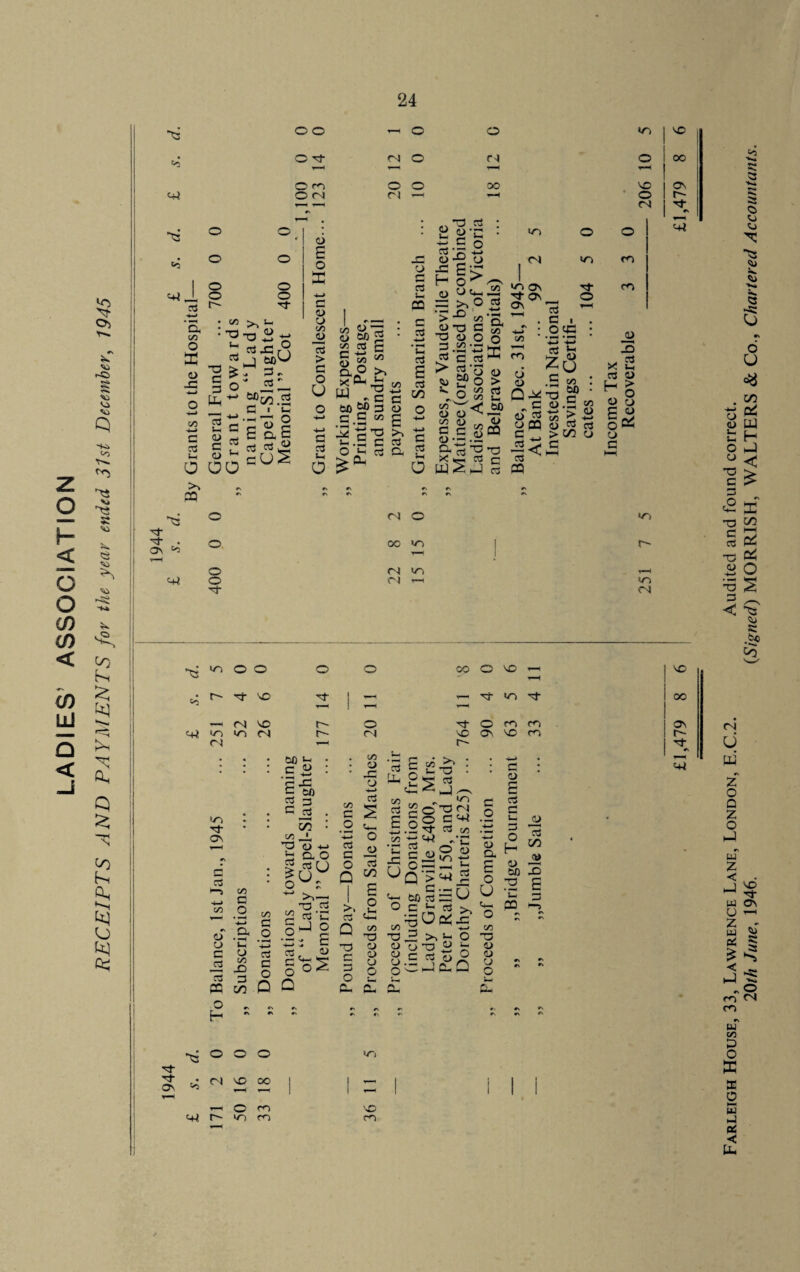 24
LADIES' ASSOCIATION
RECEIPTS AND PAYMENTS for the year ended 31st December, 1945
1944
£ s. d. £ s. d.
171 2 0 To Balance, 1st Jan., 1945 ... 251 7 5
50 16 0 ,, Subscriptions ... ... 52 4 0
33 18 0 ,, Donations ... ... 26 6 0
,, Donations towards naming
of “ Lady Capel-Slaughter
— Memorial ” Cot ... ... 177 14 0
— ,, Pound Day—Donations ... —
36 11 5 ,, Proceeds from Sale of Matches 20 11 0
,, Proceeds of Christmas Fair
(including Donations from
Lady Granville £400, Mrs.
Peter Ralli £150, and Lady
— Dorothy Charteris £25) ... 764 11 8
,, Proceeds of Competition ... 90 4 0
— ,, ,, Bridge Tournament 63 5 6
— ,, ,, Jumble Sale ... 33 4 11
£1,479 8 6
1944
£ s. d. £ s. d. £ s. d.
By Grants to the Hospital—
400 0 0 General Fund ... 700 0 0
Grant towards
naming “ Lady
Capel-Slaughter
Memorial ” Cot 400 0 0
1,100 0 0
,, Grant to Convalescent Home... 123 14 0
,, Working Expenses—
Printing, Postage,
and sundry small
22 8 2 payments ... 20 12 1
15 15 0 ,, Grant to Samaritan Branch ... 10 0 0
,, Expenses, re Vaudeville Theatre
Matinee (organised by combined
Ladies Associations of Victoria
— and Belgrave Hospitals) ... 18 12 0
,, Balance, Dec. 31st, 1945—
At Bank ... ... 99 2 5
Invested in National
Savings Certifi-
cates ... ... 104 5 0
Income Tax
Recoverable 3 3 0
251 7 5 206 10 5
£1,479 8 6
Audited and found correct.
(Signed) MORRISH, WALTERS & Co., Chartered Accountants.
FARLEIGH HOUSE, 33, LAWRENCE LANE, LONDON, E.C.2.
20th June, 1946.